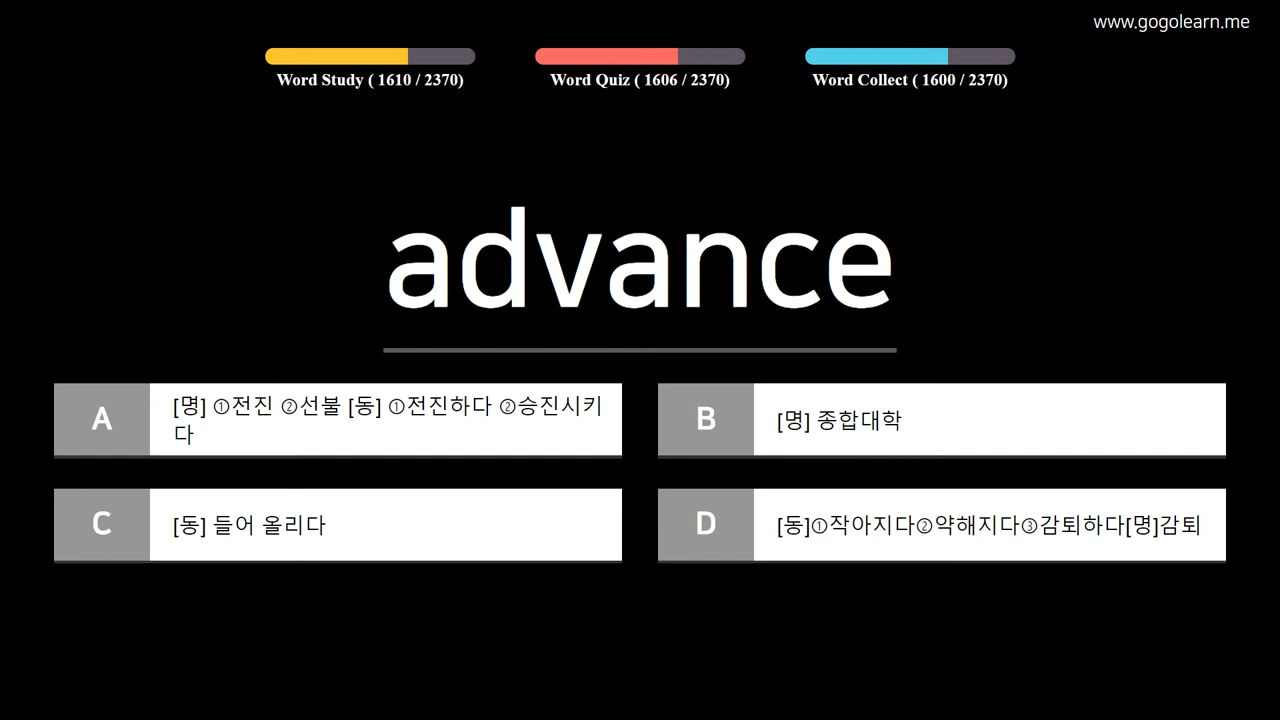 www.gogolearn.me
Word Study ( 1610 / 2370)
Word Quiz ( 1606 / 2370)
Word Collect ( 1600 / 2370)
advance
A
[명] ①전진 ②선불 [동] ①전진하다 ②승진시키
다
B
[명] 종합대학
C
[동] 들어 올리다
D
[동]①작아지다②약해지다③감퇴하다[명]감퇴